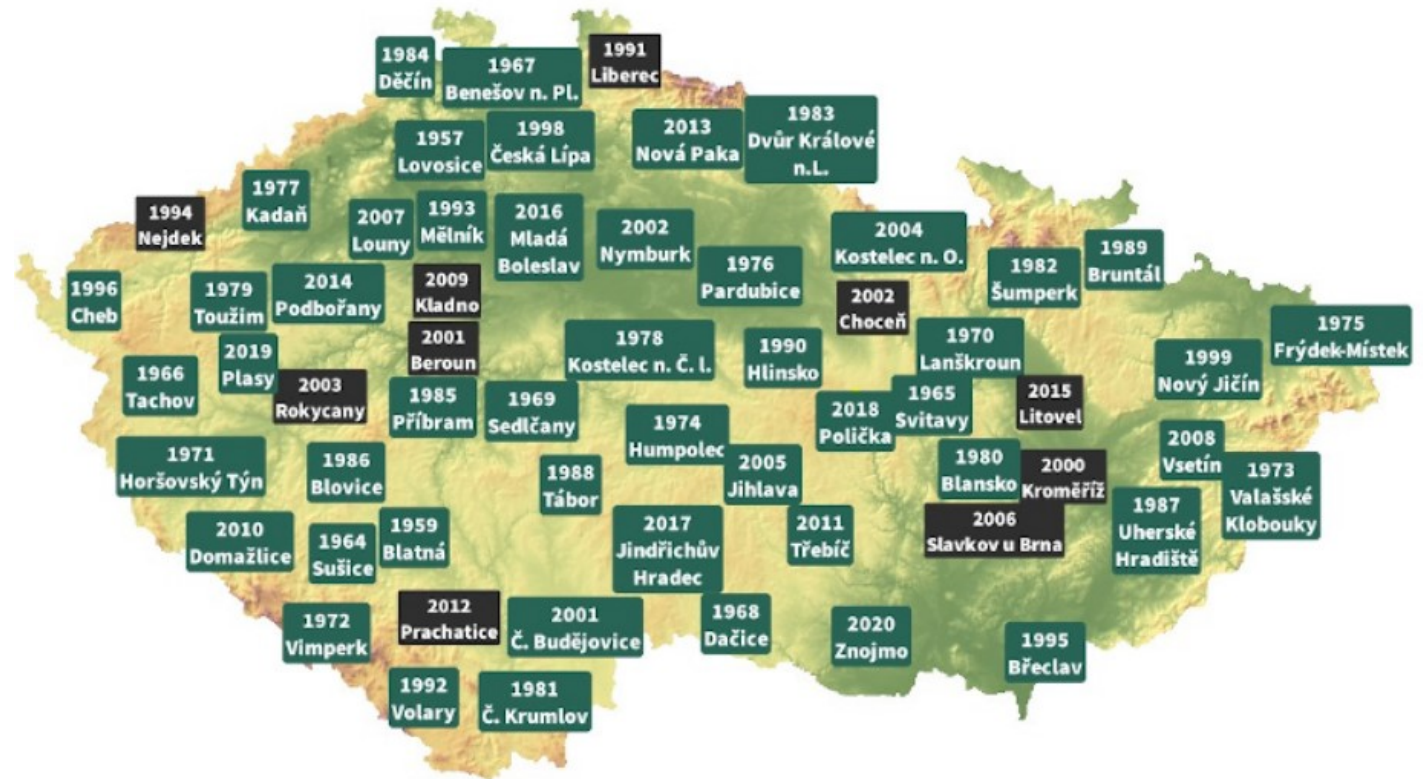 1984
Děčín
1967
Benešov n. Pl.
1991
Liberec
1957
Lovosice
1998
Česká Lípa
2013
Nová Paka
1983
Dvůr Králové
n.L.
1977
Kadaň
1994
Nejdek
2007
Louny
1993
Mělník
2016
Mladá
Boleslav
2002
Nymburk
2004
Kostelec n. O.
1989
Bruntál
1982
Šumperk
1976
Pardubice
1996
Cheb
1979
Toužim
2014
Podbořany
2009
Kladno
2002
Choceň
1975
Frýdek-Místek
2001
Beroun
1978
Kostelec n. Č. l.
1990
Hlinsko
1970
Lanškroun
1999
Nový Jičín
2019
Plasy
1966
Tachov
2003
Rokycany
1985
Příbram
1969
Sedlčany
1965
Svitavy
2015
Litovel
2018
Polička
1974
Humpolec
1971
Horšovský Týn
1986
Blovice
1988
Tábor
2005
Jihlava
1980
Blansko
2000
Kroměříž
2008
Vsetín
1973
Valašské
Klobouky
1987
Uherské
Hradiště
2010
Domažlice
1964
Sušice
1959
Blatná
2017
Jindřichův
Hradec
2011
Třebíč
2006
Slavkov u Brna
1972
Vimperk
2012
Prachatice
2001
Č. Budějovice
1968
Dačice
2020
Znojmo
1995
Břeclav
1992
Volary
1981
Č. Krumlov